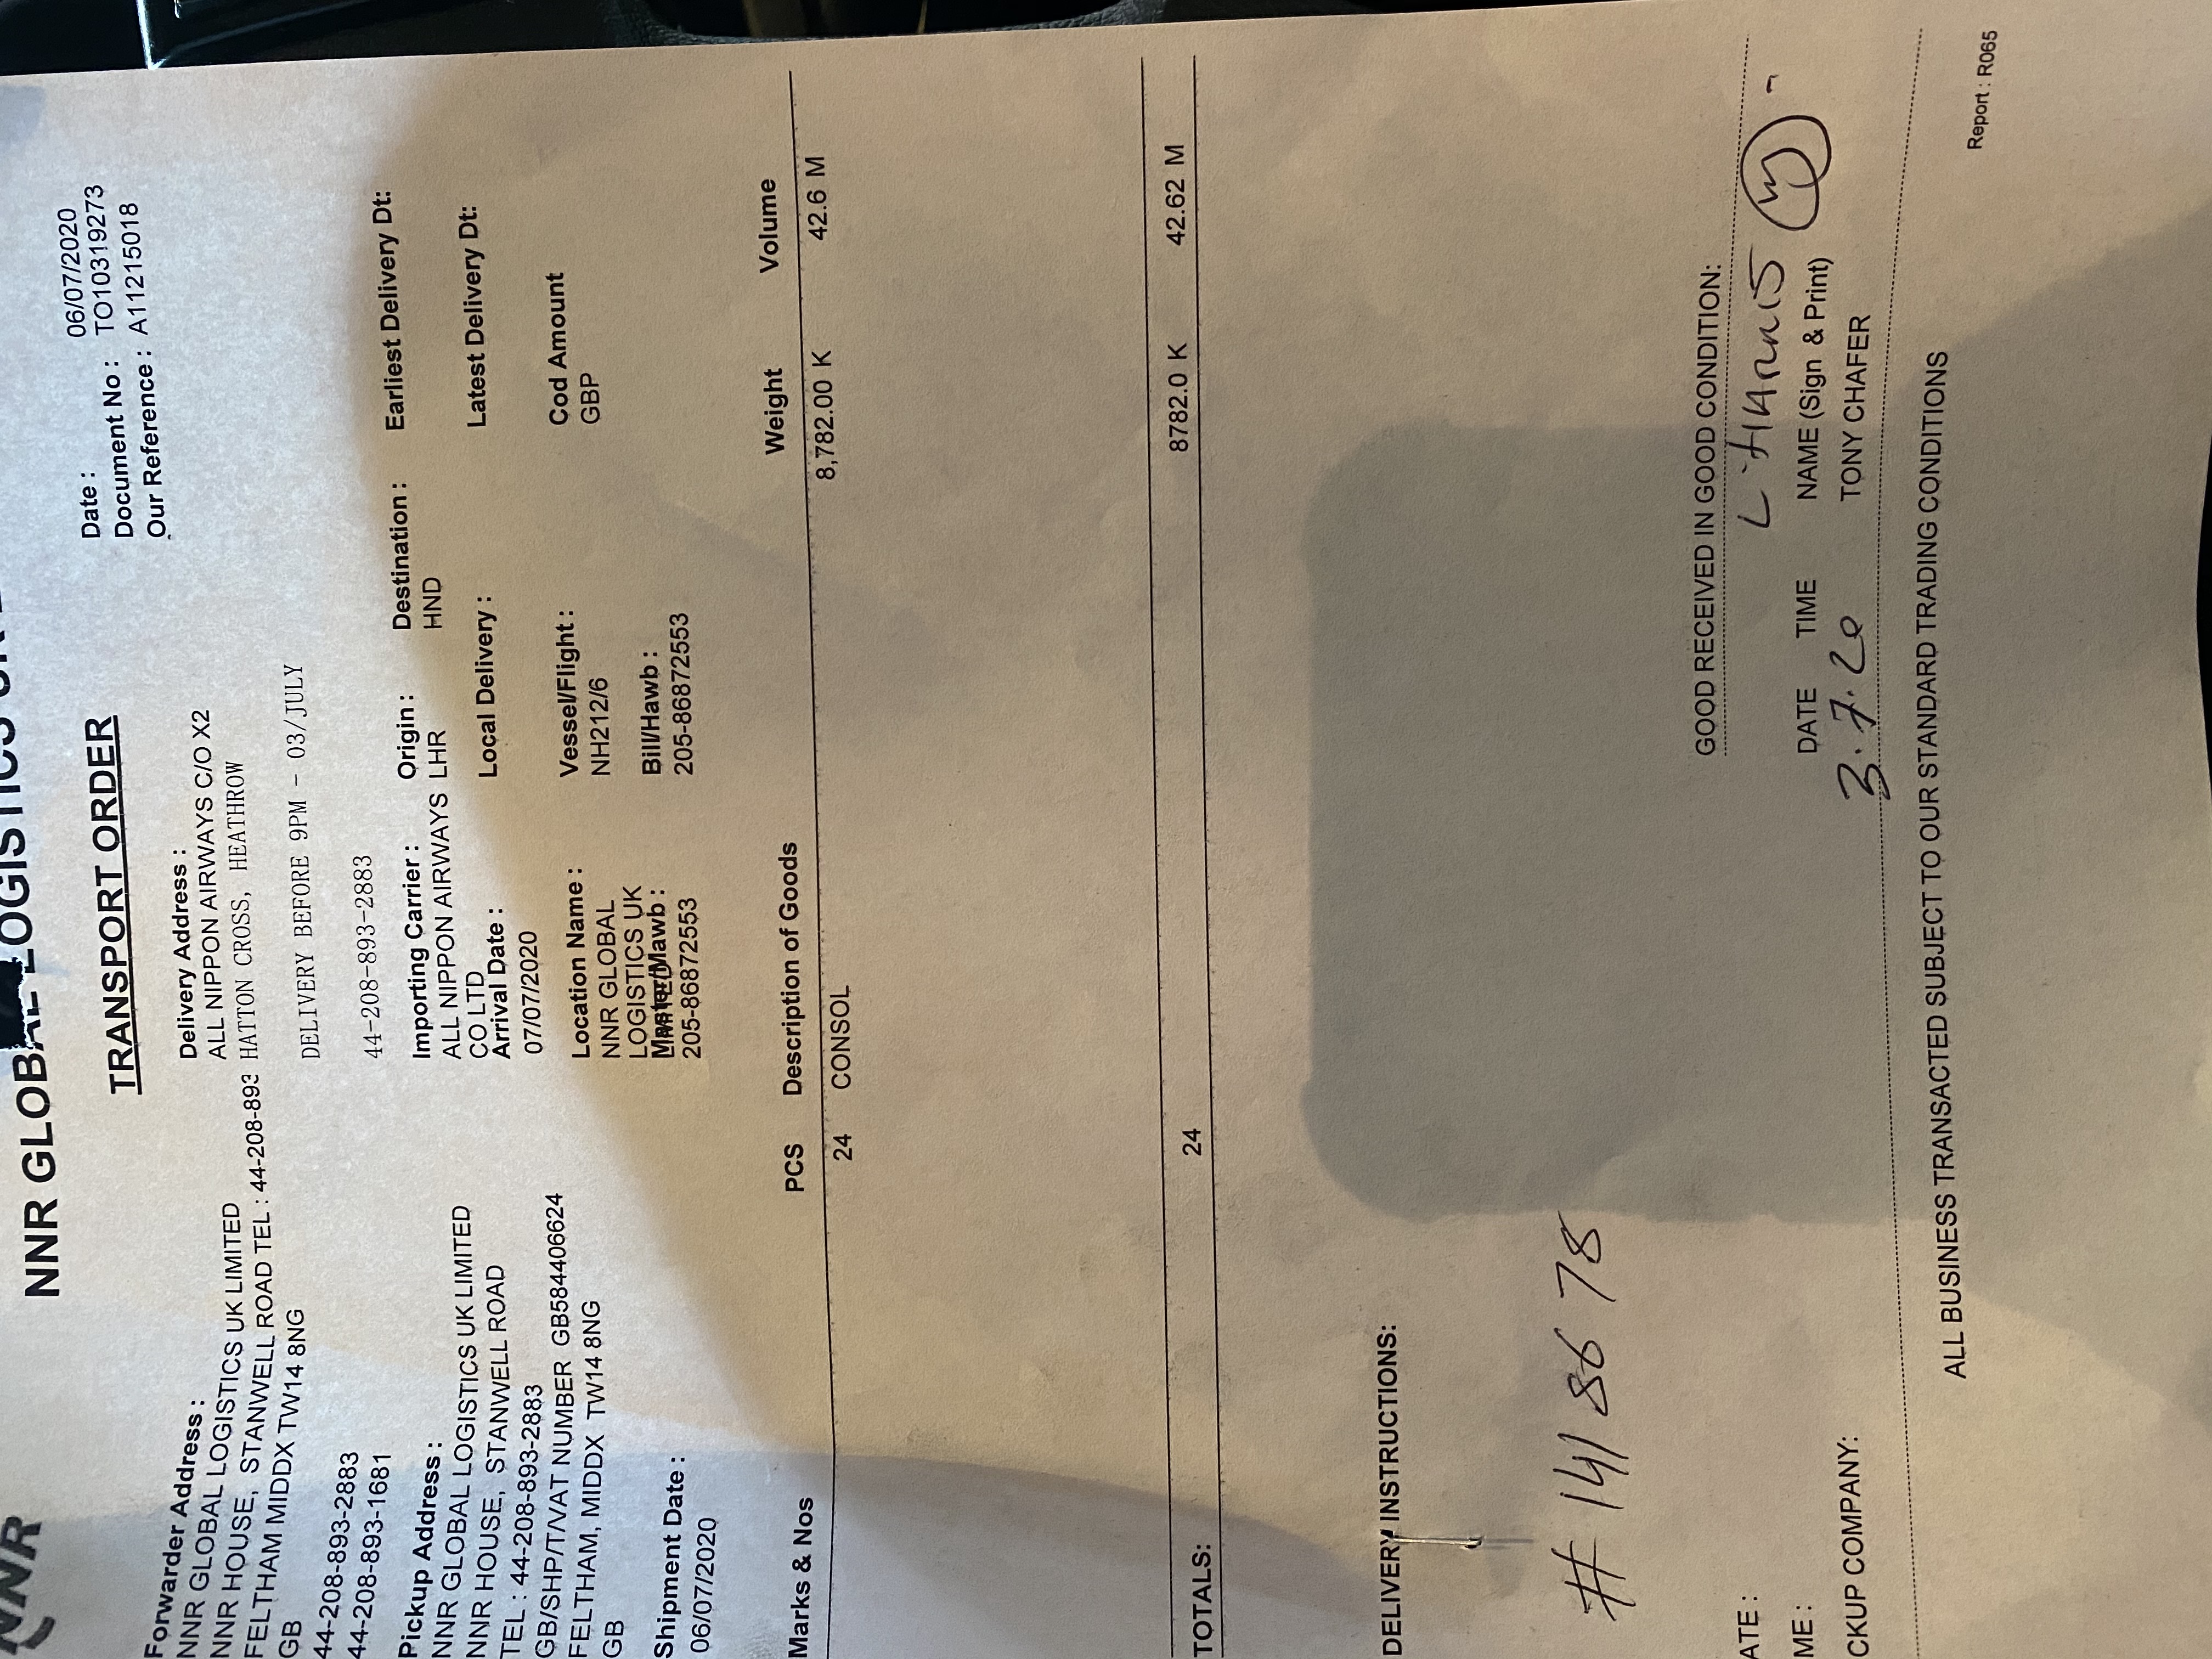 NNR
NNR GLOBAL LOGISTICS UK
TRANSPORT ORDER
Date : 06/07/2020
Document No : TO10319273
Our Reference : A11215018
Forwarder Address :
NNR GLOBAL LOGISTICS UK LIMITED
NNR HOUSE, STANWELL ROAD TEL : 44-208-893
FELTHAM MIDDX TW14 8NG
GB
44-208-893-2883
44-208-893-1681
Delivery Address :
ALL NIPPON AIRWAYS C/O X2
HATTON CROSS, HEATHROW
DELIVERY BEFORE 9PM - 03/JULY
44-208-893-2883
Pickup Address :
NNR GLOBAL LOGISTICS UK LIMITED
NNR HOUSE, STANWELL ROAD
TEL : 44-208-893-2883
GB/SHP/T/VAT NUMBER GB584406624
FELTHAM, MIDDX TW14 8NG
GB
Shipment Date :
06/07/2020
Importing Carrier : Origin : Destination : Earliest Delivery Dt:
ALL NIPPON AIRWAYS LHR HND
CO LTD
Arrival Date : Local Delivery : Latest Delivery Dt:
07/07/2020
Location Name : Vessel/Flight : Cod Amount
NNR GLOBAL NH212/6 GBP
LOGISTICS UK
LIMITED
Master/Mawb : Bill/Hawb :
205-86872553 205-86872553
Marks & Nos PCS Description of Goods Weight Volume
24 CONSOL 8,782.00 K 42.6 M
TOTALS: 24 8782.0 K 42.62 M
DELIVERY INSTRUCTIONS:
# 1418678
GOOD RECEIVED IN GOOD CONDITION:
ATE :
L HARRIS
ME :
DATE TIME NAME (Sign & Print)
CKUP COMPANY:
3.7.20 TONY CHAFER
ALL BUSINESS TRANSACTED SUBJECT TO OUR STANDARD TRADING CONDITIONS
Report : R065